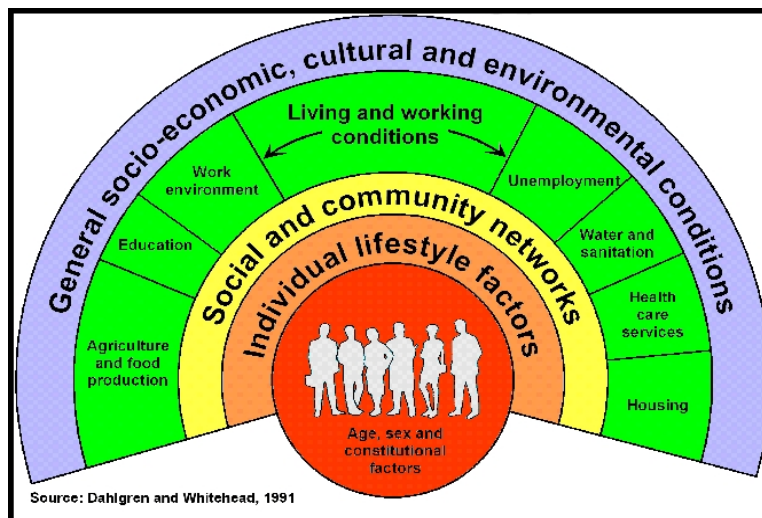 General socio-economic, cultural and environmental conditions
Living and working
conditions
Work
environment
Unemployment
Education
Water and
sanitation
Agriculture
and food
production
Health
care
services
Housing
Social and community networks
Individual lifestyle factors
Age, sex and
constitutional
factors
Source: Dahlgren and Whitehead, 1991